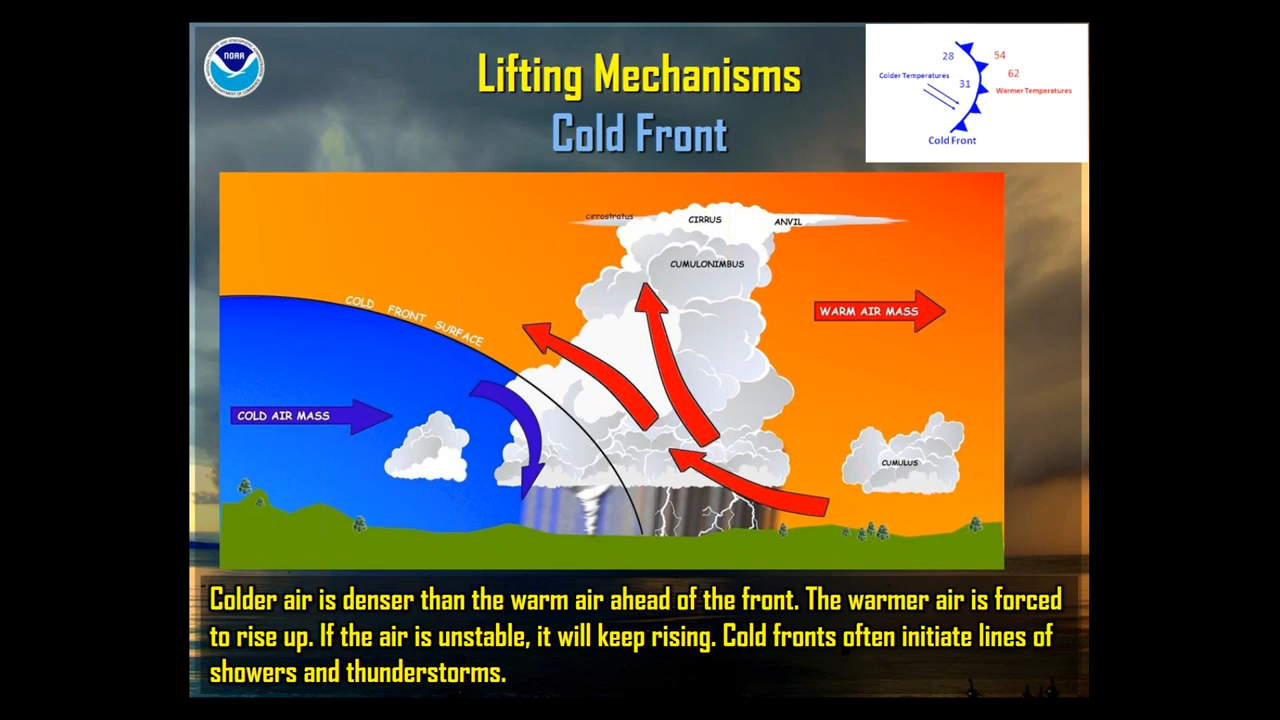 NOAA
Lifting Mechanisms
Cold Front
28
54
62
Colder Temperatures
31
Warmer Temperatures
Cold Front
cirrostratus
CIRRUS
ANVIL
CUMULONIMBUS
COLD FRONT SURFACE
WARM AIR MASS
COLD AIR MASS
CUMULUS
Colder air is denser than the warm air ahead of the front. The warmer air is forced
to rise up. If the air is unstable, it will keep rising. Cold fronts often initiate lines of
showers and thunderstorms.